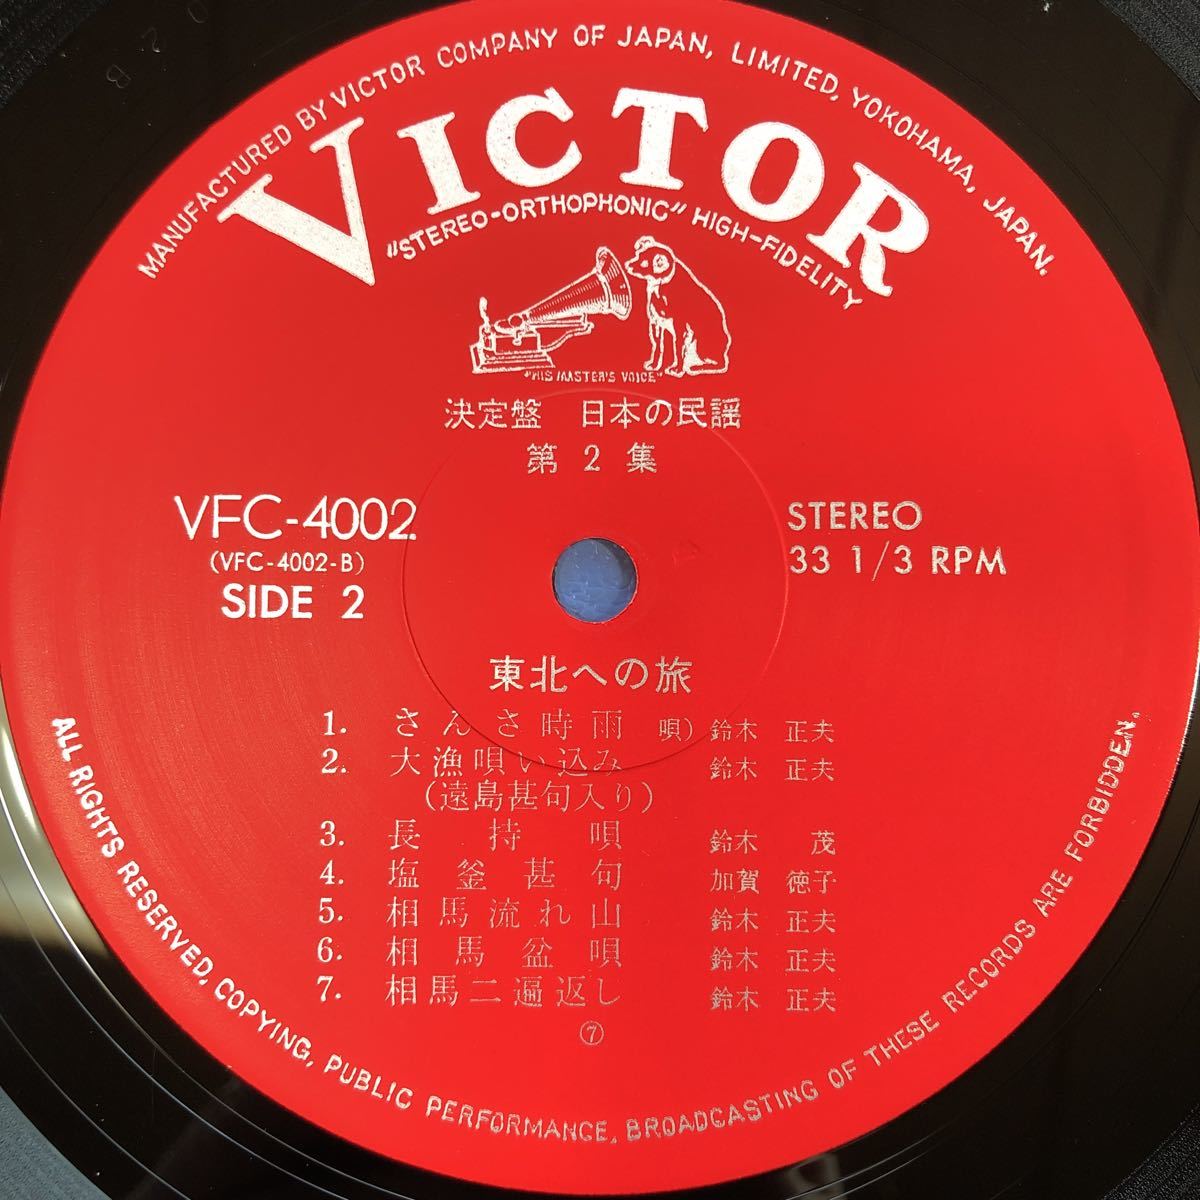 MANUFACTURED BY VICTOR COMPANY OF JAPAN, LIMITED, YOKOHAMA, JAPAN.
VICTOR
"STEREO-ORTHOPHONIC" HIGH-FIDELITY
"HIS MASTER'S VOICE"
決定盤 日本の民謡
第2集
VFC-4002
(VFC-4002-B)
SIDE 2
STEREO
33 1/3 RPM
東北への旅
1. さんさ時雨 唄) 鈴木 正夫
2. 大漁唄い込み 鈴木 正夫
(遠島甚句入り)
3. 長持唄 鈴木 茂
4. 塩釜甚句 加賀 徳子
5. 相馬流れ山 鈴木 正夫
6. 相馬盆唄 鈴木 正夫
7. 相馬二遍返し 鈴木 正夫
⑦
ALL RIGHTS RESERVED, COPYING, PUBLIC PERFORMANCE, BROADCASTING OF THESE RECORDS ARE FORBIDDEN.